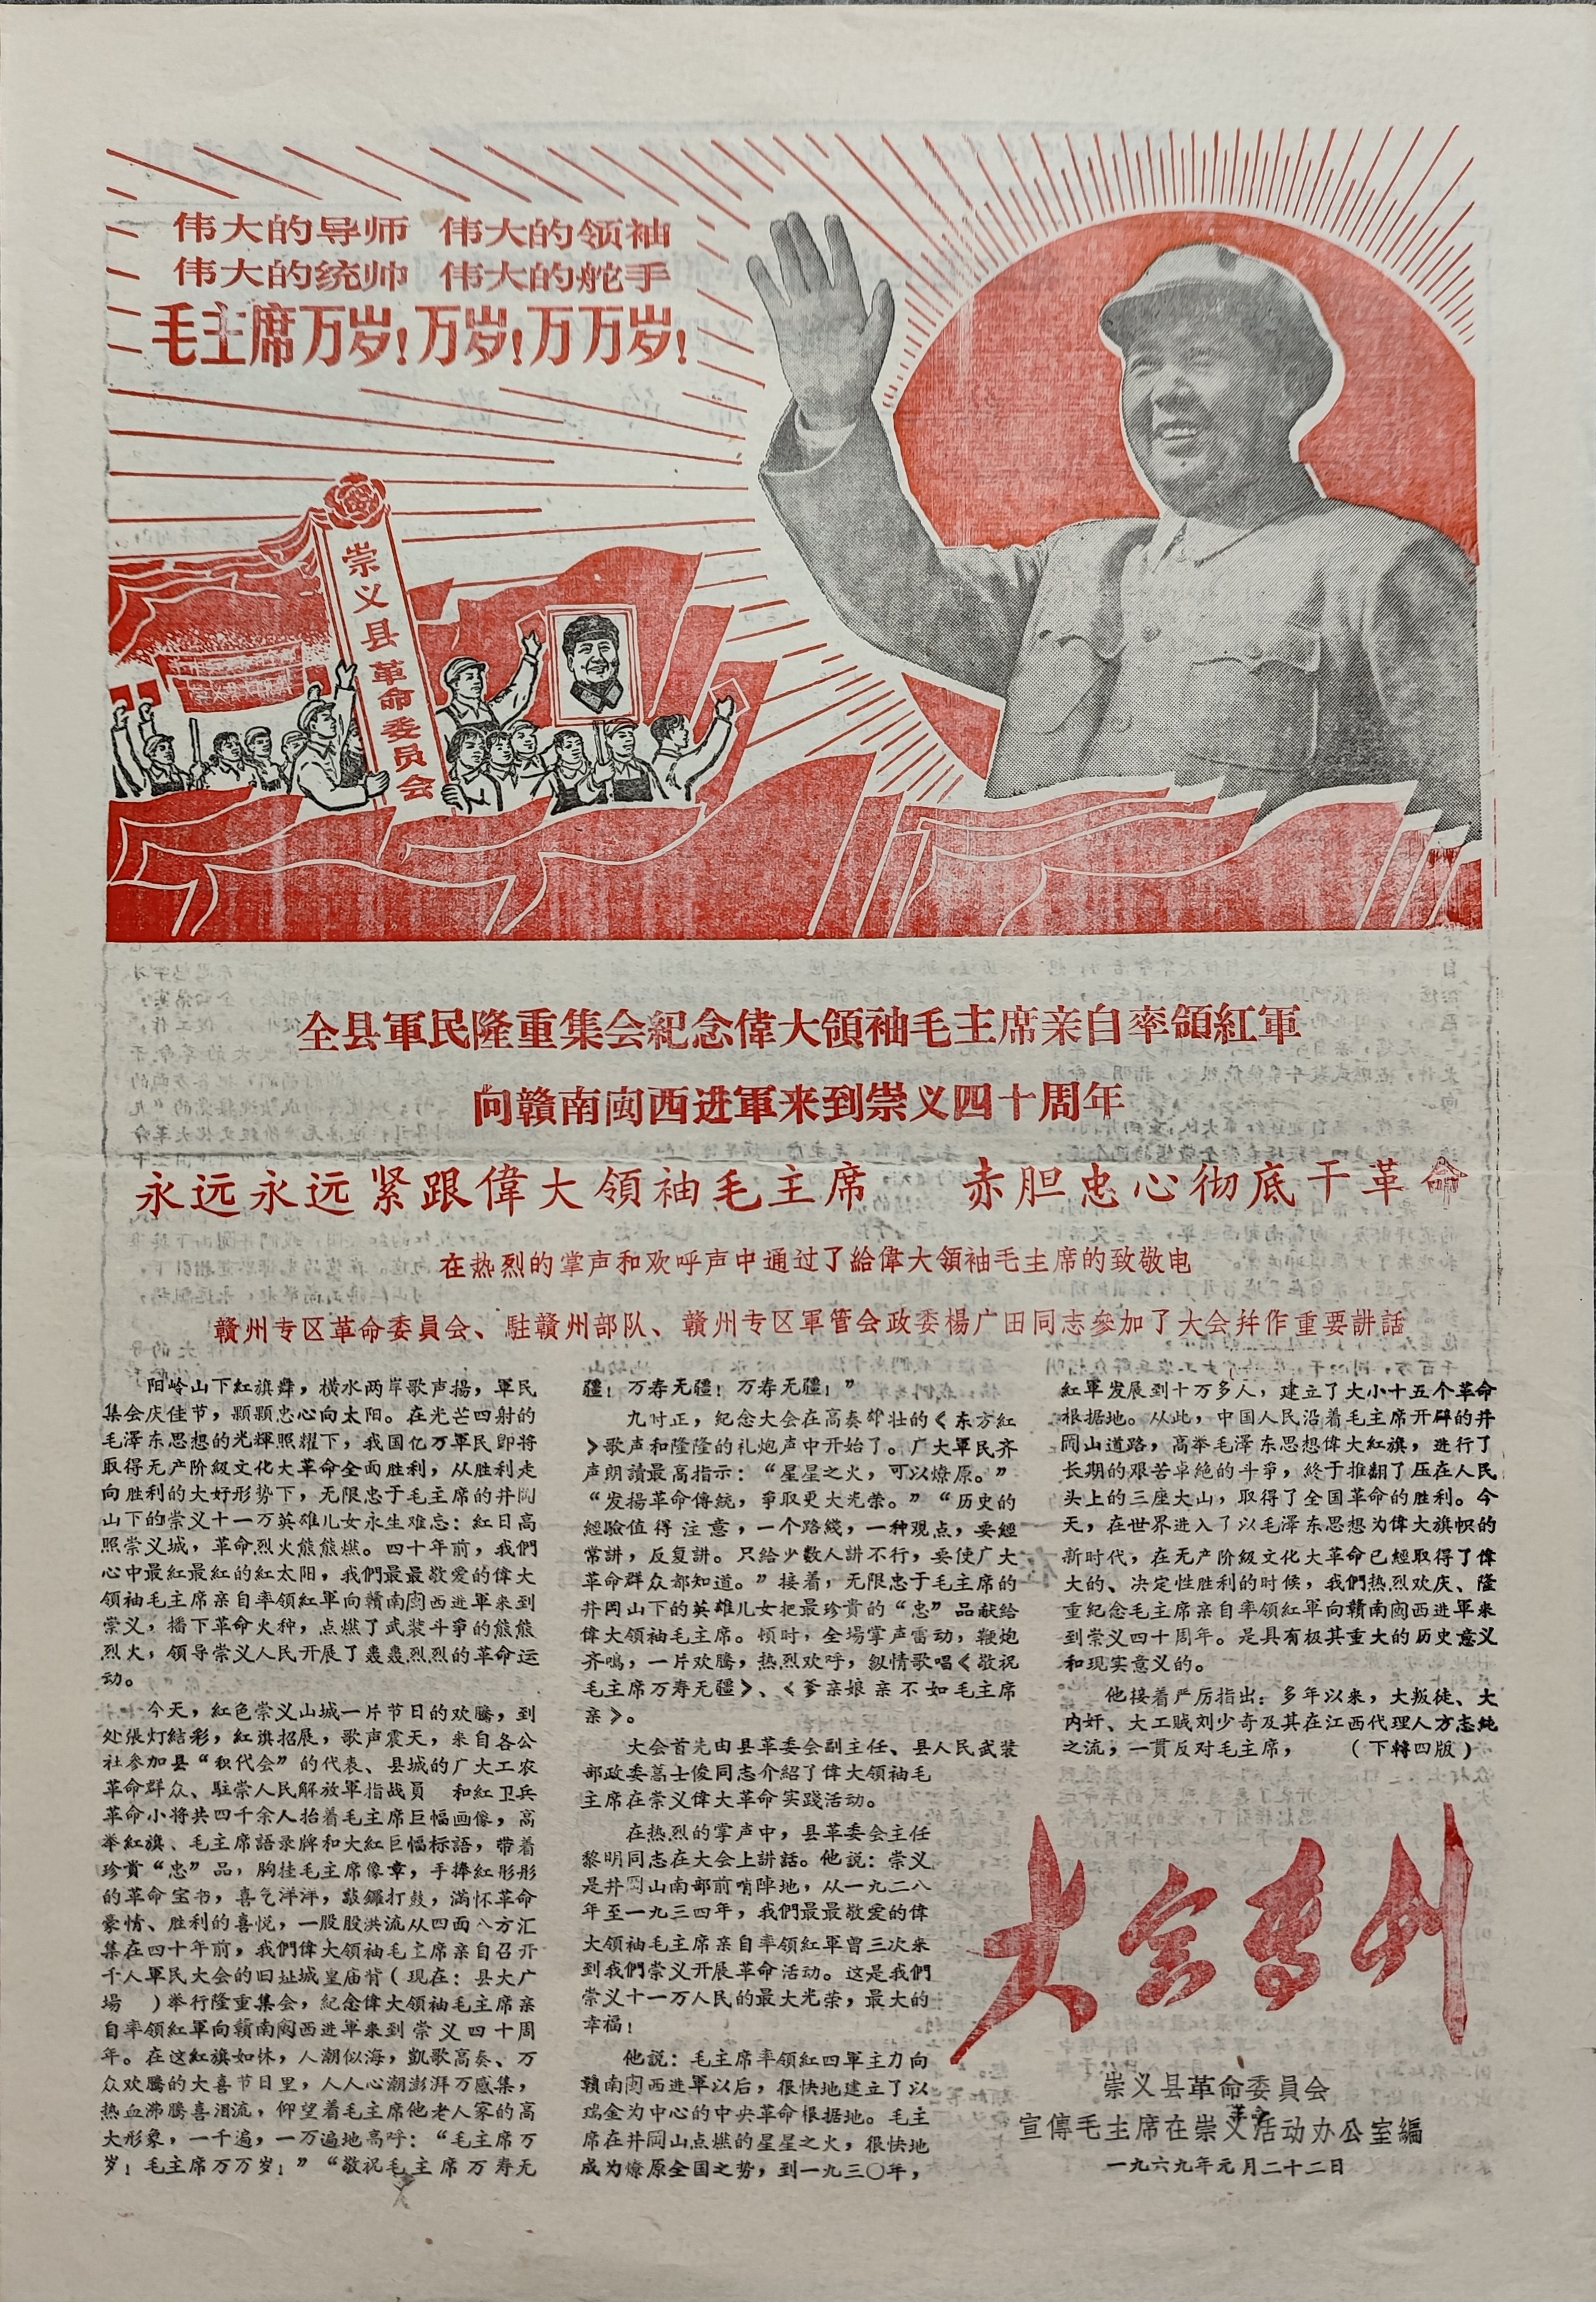 伟大的导师 伟大的领袖
伟大的统帅 伟大的舵手
毛主席万岁!万岁!万万岁!
崇义县革命委员会
全县軍民隆重集会紀念偉大領袖毛主席亲自率領紅軍
向贛南闽西进軍来到崇义四十周年
永远永远紧跟偉大領袖毛主席 赤胆忠心彻底干革命
在热烈的掌声和欢呼声中通过了給偉大領袖毛主席的致敬电
贛州专区革命委員会、駐贛州部队、贛州专区軍管会政委楊广田同志參加了大会幷作重要講話
阳岭山下紅旗舞，橫水两岸歌声揚，軍民
集会庆佳节，顆顆忠心向太阳。在光芒四射的
毛澤东思想的光輝照耀下，我国亿万軍民即将
取得无产阶級文化大革命全面胜利，从胜利走
向胜利的大好形势下，无限忠于毛主席的井岡
山下的崇义十一万英雄儿女永生难忘：紅日高
照崇义城，革命烈火熊熊燃。四十年前，我們
心中最紅最紅的紅太阳，我們最最敬爱的偉大
領袖毛主席亲自率領紅軍向贛南闽西进軍来到
崇义，播下革命火种，点燃了武装斗爭的熊熊
烈火，領导崇义人民开展了轰轰烈烈的革命运
动。
今天，紅色崇义山城一片节日的欢騰，到
处張灯結彩，紅旗招展，歌声震天，来自各公
社参加县“积代会”的代表、县城的广大工农
革命群众、駐崇人民解放軍指战員 和紅卫兵
革命小将共四千余人抬着毛主席巨幅画像，高
举紅旗、毛主席語录牌和大紅巨幅标語，带着
珍貴“忠”品，胸挂毛主席像章，手捧紅彤彤
的革命宝书，喜气洋洋，敲鑼打鼓，滿怀革命
豪情、胜利的喜悦，一股股洪流从四面八方汇
集在四十年前，我們偉大領袖毛主席亲自召开
千人軍民大会的旧址城皇庙背（现在：县大广
場 ）举行隆重集会，紀念偉大領袖毛主席亲
自率領紅軍向贛南闽西进軍来到崇义四十周
年。在这紅旗如林，人潮似海，凱歌高奏、万
众欢騰的大喜节日里，人人心潮澎湃万感集，
热血沸騰喜泪流，仰望着毛主席他老人家的高
大形象，一千遍，一万遍地高呼：“毛主席万
岁！毛主席万万岁！”“敬祝毛主席万寿无
疆！万寿无疆！万寿无疆！”
九时正，紀念大会在高奏雄壮的《东方紅
》歌声和隆隆的礼炮声中开始了。广大軍民齐
声朗讀最高指示：“星星之火，可以燎原。”
“发揚革命傳統，爭取更大光荣。”“历史的
經驗值得注意，一个路綫，一种观点，要經
常講，反复講。只給少数人講不行，要使广大
革命群众都知道。”接着，无限忠于毛主席的
井岡山下的英雄儿女把最珍貴的“忠”品献給
偉大領袖毛主席。頓时，全場掌声雷动，鞭炮
齐鳴，一片欢騰，热烈欢呼，纵情歌唱《敬祝
毛主席万寿无疆》、《爹亲娘亲不如毛主席
亲》。
大会首先由县革委会副主任、县人民武装
部政委葛士俊同志介紹了偉大領袖毛
主席在崇义偉大革命实践活动。
在热烈的掌声中，县革委会主任
黎明同志在大会上講話。他說：崇义
是井岡山南部前哨陣地，从一九二八
年至一九三四年，我們最最敬爱的偉
大領袖毛主席亲自率領紅軍曾三次来
到我們崇义开展革命活动。这是我們
崇义十一万人民的最大光荣，最大的
幸福！
他說：毛主席率領紅四軍主力向
贛南闽西进軍以后，很快地建立了以
瑞金为中心的中央革命根据地。毛主
席在井岡山点燃的星星之火，很快地
成为燎原全国之势，到一九三〇年，
紅軍发展到十万多人，建立了大小十五个革命
根据地。从此，中国人民沿着毛主席开辟的井
岡山道路，高举毛澤东思想偉大紅旗，进行了
长期的艰苦卓絶的斗爭，終于推翻了压在人民
头上的三座大山，取得了全国革命的胜利。今
天，在世界进入了以毛澤东思想为偉大旗帜的
新时代，在无产阶級文化大革命已經取得了偉
大的、决定性胜利的时候，我們热烈欢庆、隆
重紀念毛主席亲自率領紅軍向贛南闽西进軍来
到崇义四十周年。是具有极其重大的历史意义
和现实意义的。
他接着严厉指出：多年以来，大叛徒、大
内奸、大工贼刘少奇及其在江西代理人方志純
之流，一貫反对毛主席， （下轉四版）
大会专刊
崇义县革命委員会
宣傳毛主席在崇义革命活动办公室編
一九六九年元月二十二日